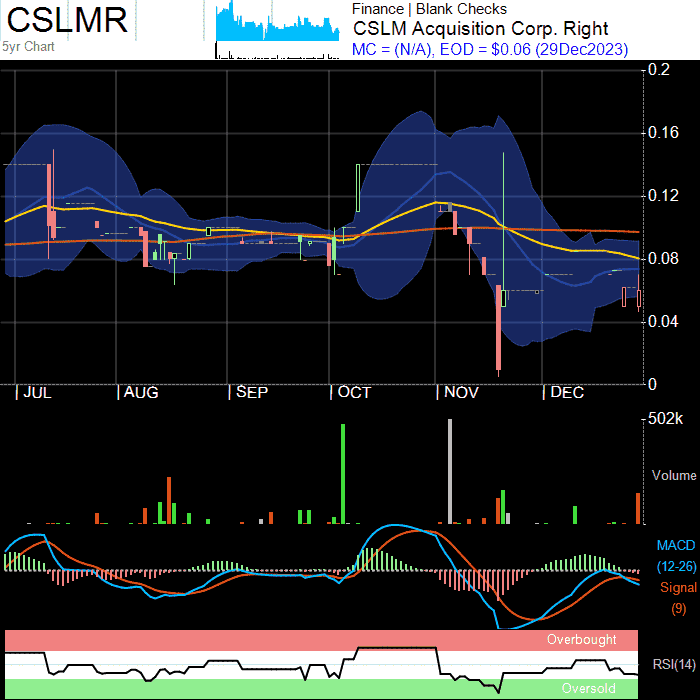 CSLMR
5yr Chart
Finance | Blank Checks
CSLM Acquisition Corp. Right
MC = (N/A), EOD = $0.06 (29Dec2023)
0.2
0.16
0.12
0.08
0.04
0
JUL
AUG
SEP
OCT
NOV
DEC
502k
Volume
MACD
(12-26)
Signal
(9)
Overbought
RSI(14)
Oversold